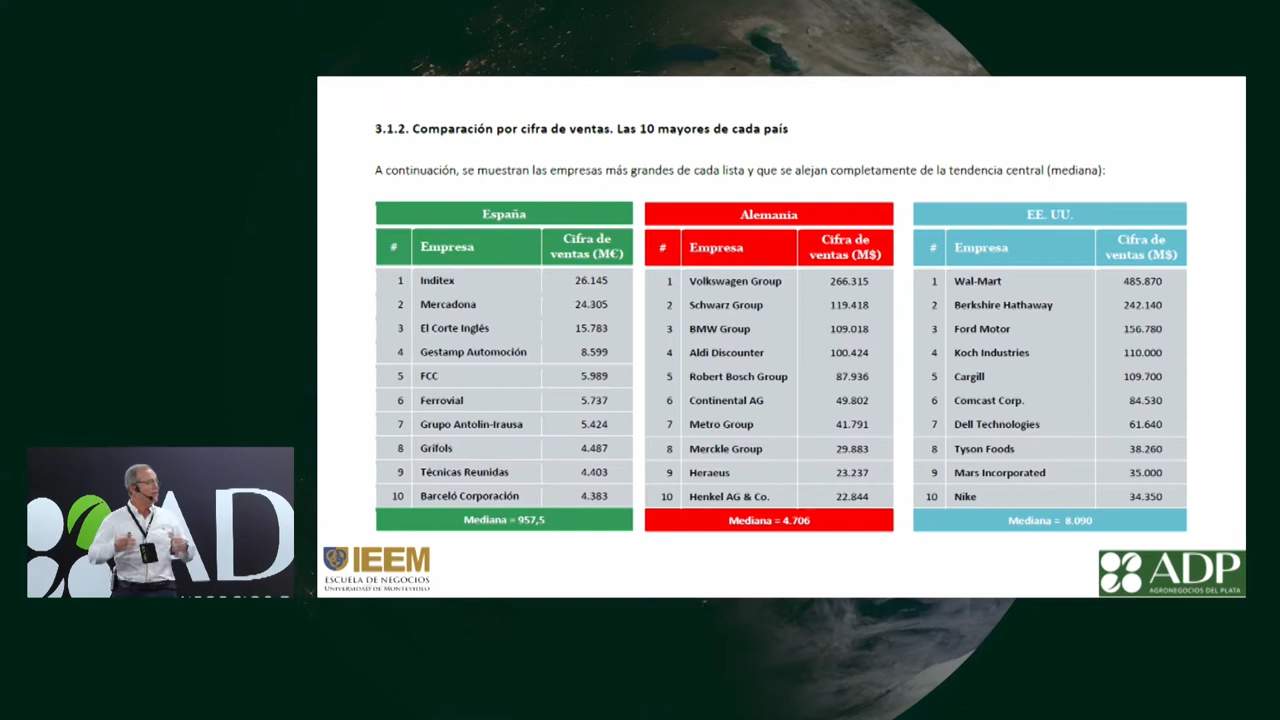 3.1.2. Comparación por cifra de ventas. Las 10 mayores de cada país
A continuación, se muestran las empresas más grandes de cada lista y que se alejan completamente de la tendencia central (mediana):
España
# Empresa Cifra de ventas (M€)
1 Inditex 26.145
2 Mercadona 24.305
3 El Corte Inglés 15.783
4 Gestamp Automoción 8.599
5 FCC 5.989
6 Ferrovial 5.737
7 Grupo Antolin-Irausa 5.424
8 Grifols 4.487
9 Técnicas Reunidas 4.403
10 Barceló Corporación 4.383
Mediana = 957,5
Alemania
# Empresa Cifra de ventas (M$)
1 Volkswagen Group 266.315
2 Schwarz Group 119.418
3 BMW Group 109.018
4 Aldi Discounter 100.424
5 Robert Bosch Group 87.936
6 Continental AG 49.802
7 Metro Group 41.791
8 Merckle Group 29.883
9 Heraeus 23.237
10 Henkel AG & Co. 22.844
Mediana = 4.706
EE. UU.
# Empresa Cifra de ventas (M$)
1 Wal-Mart 485.870
2 Berkshire Hathaway 242.140
3 Ford Motor 156.780
4 Koch Industries 110.000
5 Cargill 109.700
6 Comcast Corp. 84.530
7 Dell Technologies 61.640
8 Tyson Foods 38.260
9 Mars Incorporated 35.000
10 Nike 34.350
Mediana = 8.090
IEEM
ESCUELA DE NEGOCIOS
UNIVERSIDAD DE MONTEVIDEO
ADP
AGRONEGOCIOS DEL PLATA
AD